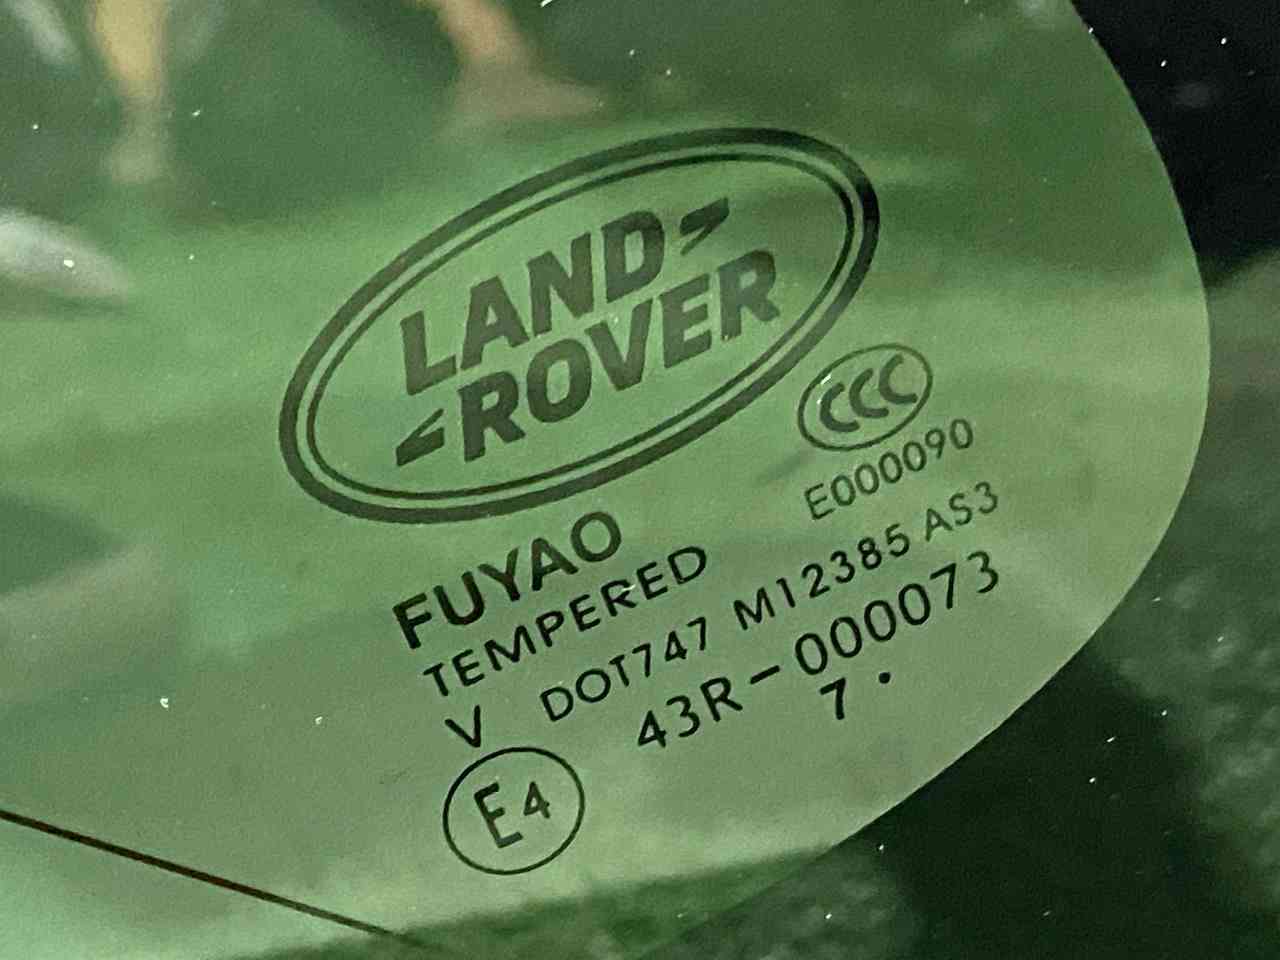 LAND
ROVER
CCC
E000090
FUYAO
TEMPERED
V DOT747 M12385 AS3
43R-000073
7 .
E4